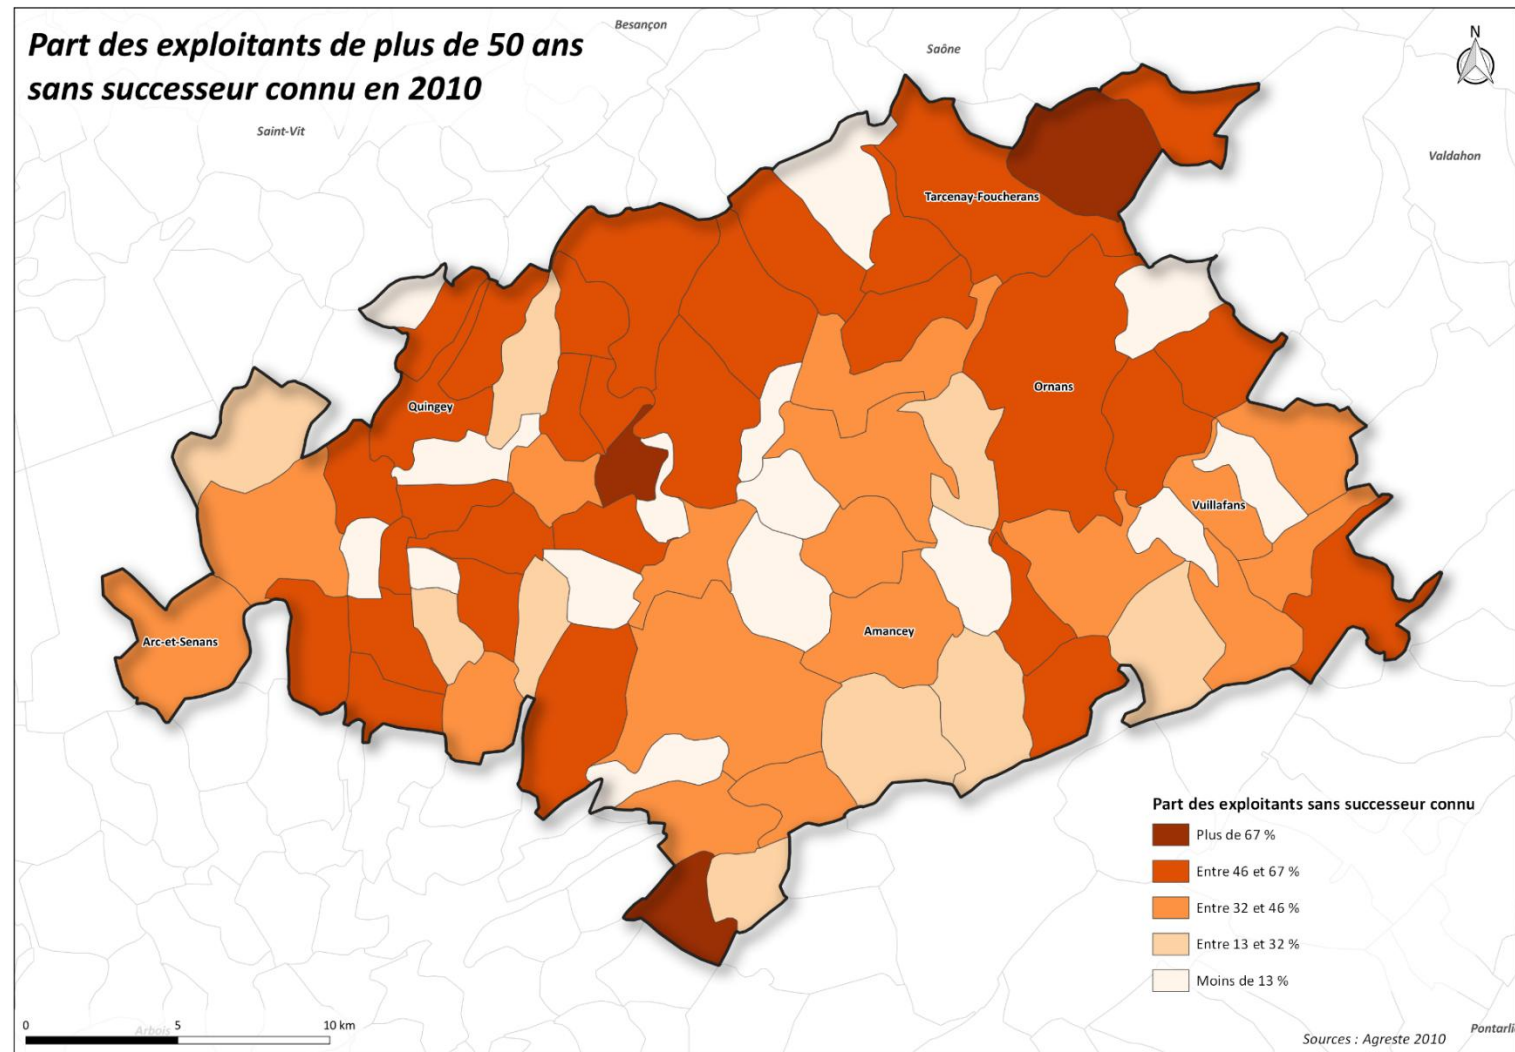 Part des exploitants de plus de 50 ans
sans successeur connu en 2010
Besançon
Saône
N
Saint-Vit
Valdahon
Tarcenay-Foucherans
Ornans
Quingey
Vuillafans
Arc-et-Senans
Amancey
Part des exploitants sans successeur connu
Plus de 67 %
Entre 46 et 67 %
Entre 32 et 46 %
Entre 13 et 32 %
Moins de 13 %
0 5 10 km
Arbois
Sources : Agreste 2010
Pontarli